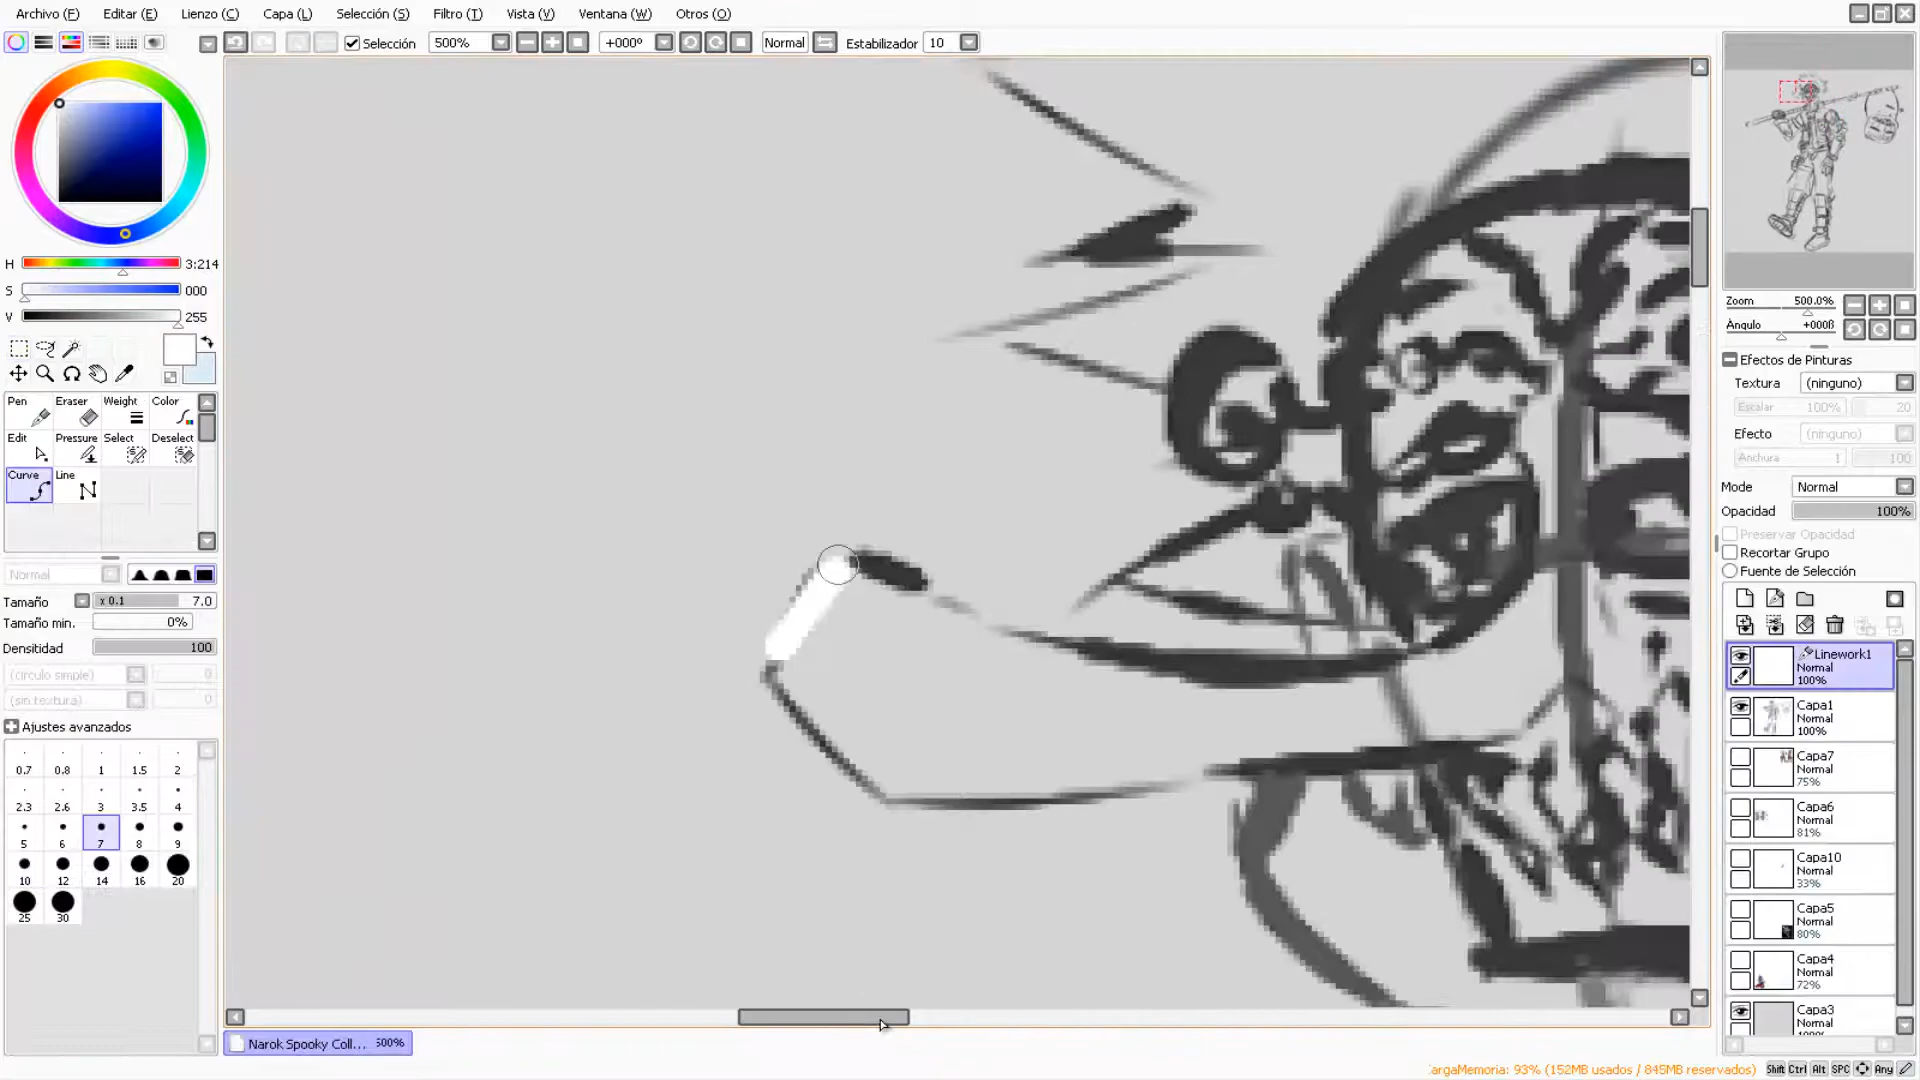 Archivo (F) Editar (E) Lienzo (C) Capa (L) Selección (S) Filtro (T) Vista (V) Ventana (W) Otros (O)
Selección 500% +000º Normal Estabilizador 10
H 3:214
S 000
V 255
Pen Eraser Weight Color
Edit Pressure Select Deselect
Curve Line
Normal
Tamaño x 0.1 7.0
Tamaño min. 0%
Densitidad 100
(circulo simple) 0
(sin textura) 0
Ajustes avanzados
0.7 0.8 1 1.5 2
2.3 2.6 3 3.5 4
5 6 7 8 9
10 12 14 16 20
25 30
Narok Spooky Coll... 500%
Zoom 500.0%
Àngulo +000ß
Efectos de Pinturas
Textura (ninguno)
Escalar 100% 20
Efecto (ninguno)
Anchura 1 100
Mode Normal
Opacidad 100%
Preservar Opacidad
Recortar Grupo
Fuente de Selección
Linework1
Normal
100%
Capa1
Normal
100%
Capa7
Normal
75%
Capa6
Normal
81%
Capa10
Normal
33%
Capa5
Normal
80%
Capa4
Normal
72%
Capa3
Normal
100%
argaMemoria: 93% (152MB usados / 845MB reservados) Shift Ctrl Alt SPC Any